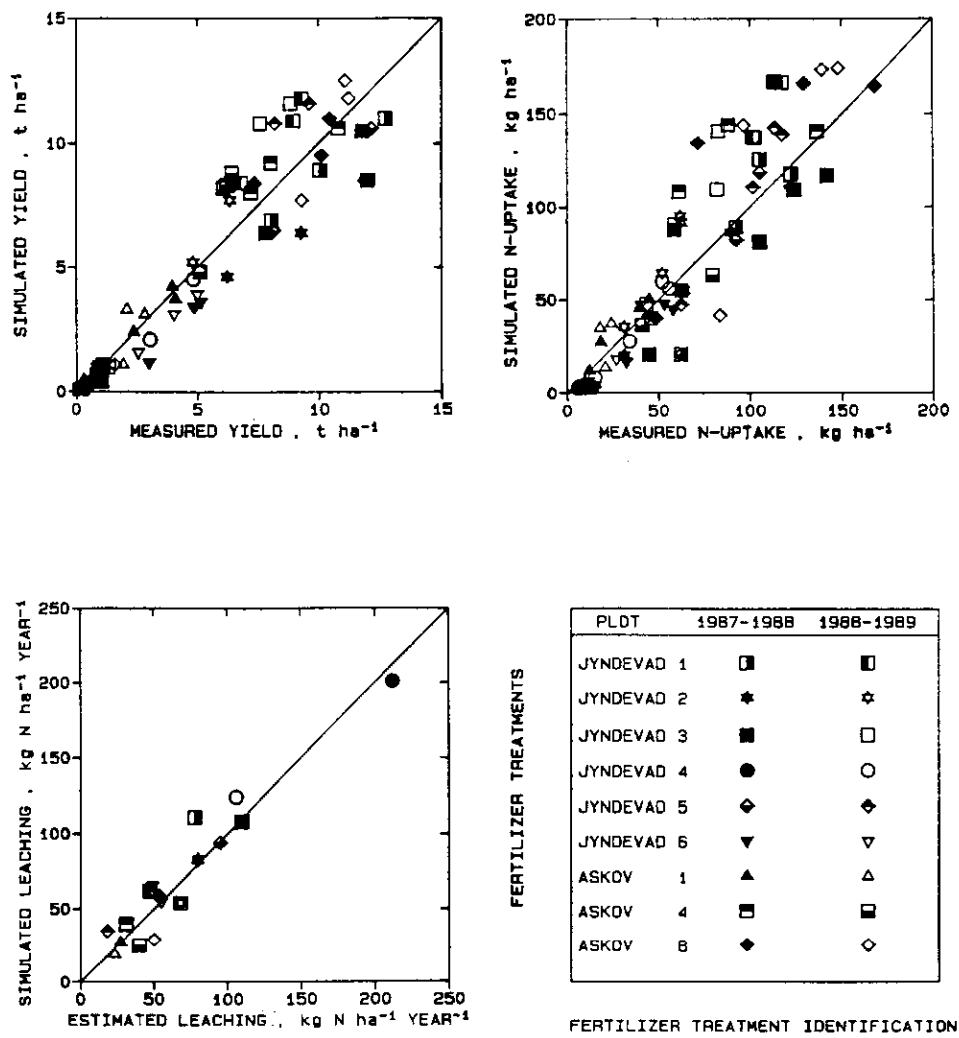 15
10
5
0
SIMULATED YIELD , t ha⁻¹
0
5
10
15
MEASURED YIELD , t ha⁻¹
200
150
100
50
0
SIMULATED N-UPTAKE , kg ha⁻¹
0
50
100
150
200
MEASURED N-UPTAKE , kg ha⁻¹
250
200
150
100
50
0
SIMULATED LEACHING , kg N ha⁻¹ YEAR⁻¹
0
50
100
150
200
250
ESTIMATED LEACHING , kg N ha⁻¹ YEAR⁻¹
FERTILIZER TREATMENTS
PLOT 1987-1988 1988-1989
JYNDEVAD 1
JYNDEVAD 2
JYNDEVAD 3
JYNDEVAD 4
JYNDEVAD 5
JYNDEVAD 6
ASKOV 1
ASKOV 4
ASKOV 6
FERTILIZER TREATMENT IDENTIFICATION